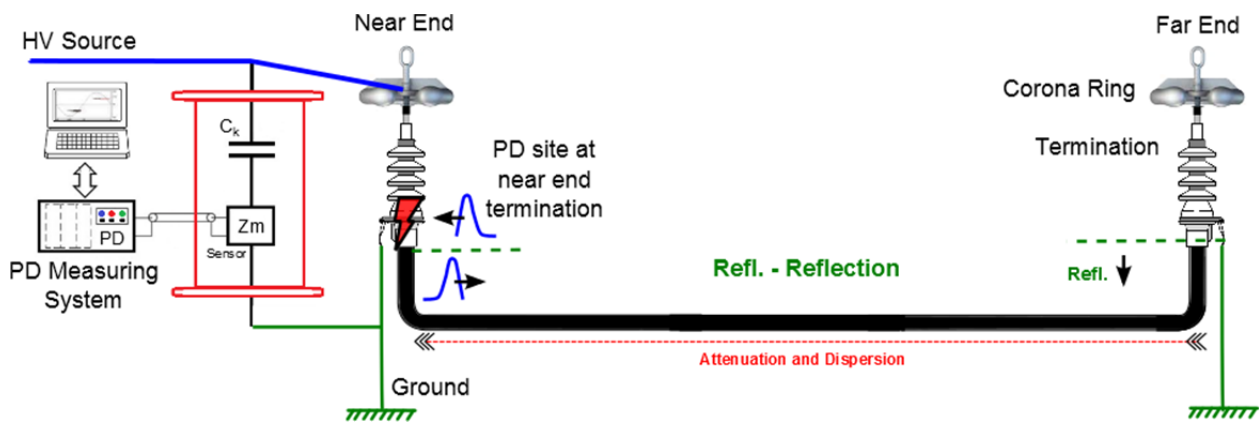 Near End
Far End
HV Source
Corona Ring
Ck
PD site at
near end
termination
Termination
Zm
PD
Sensor
PD Measuring
System
Refl. - Reflection
Refl.
Attenuation and Dispersion
Ground